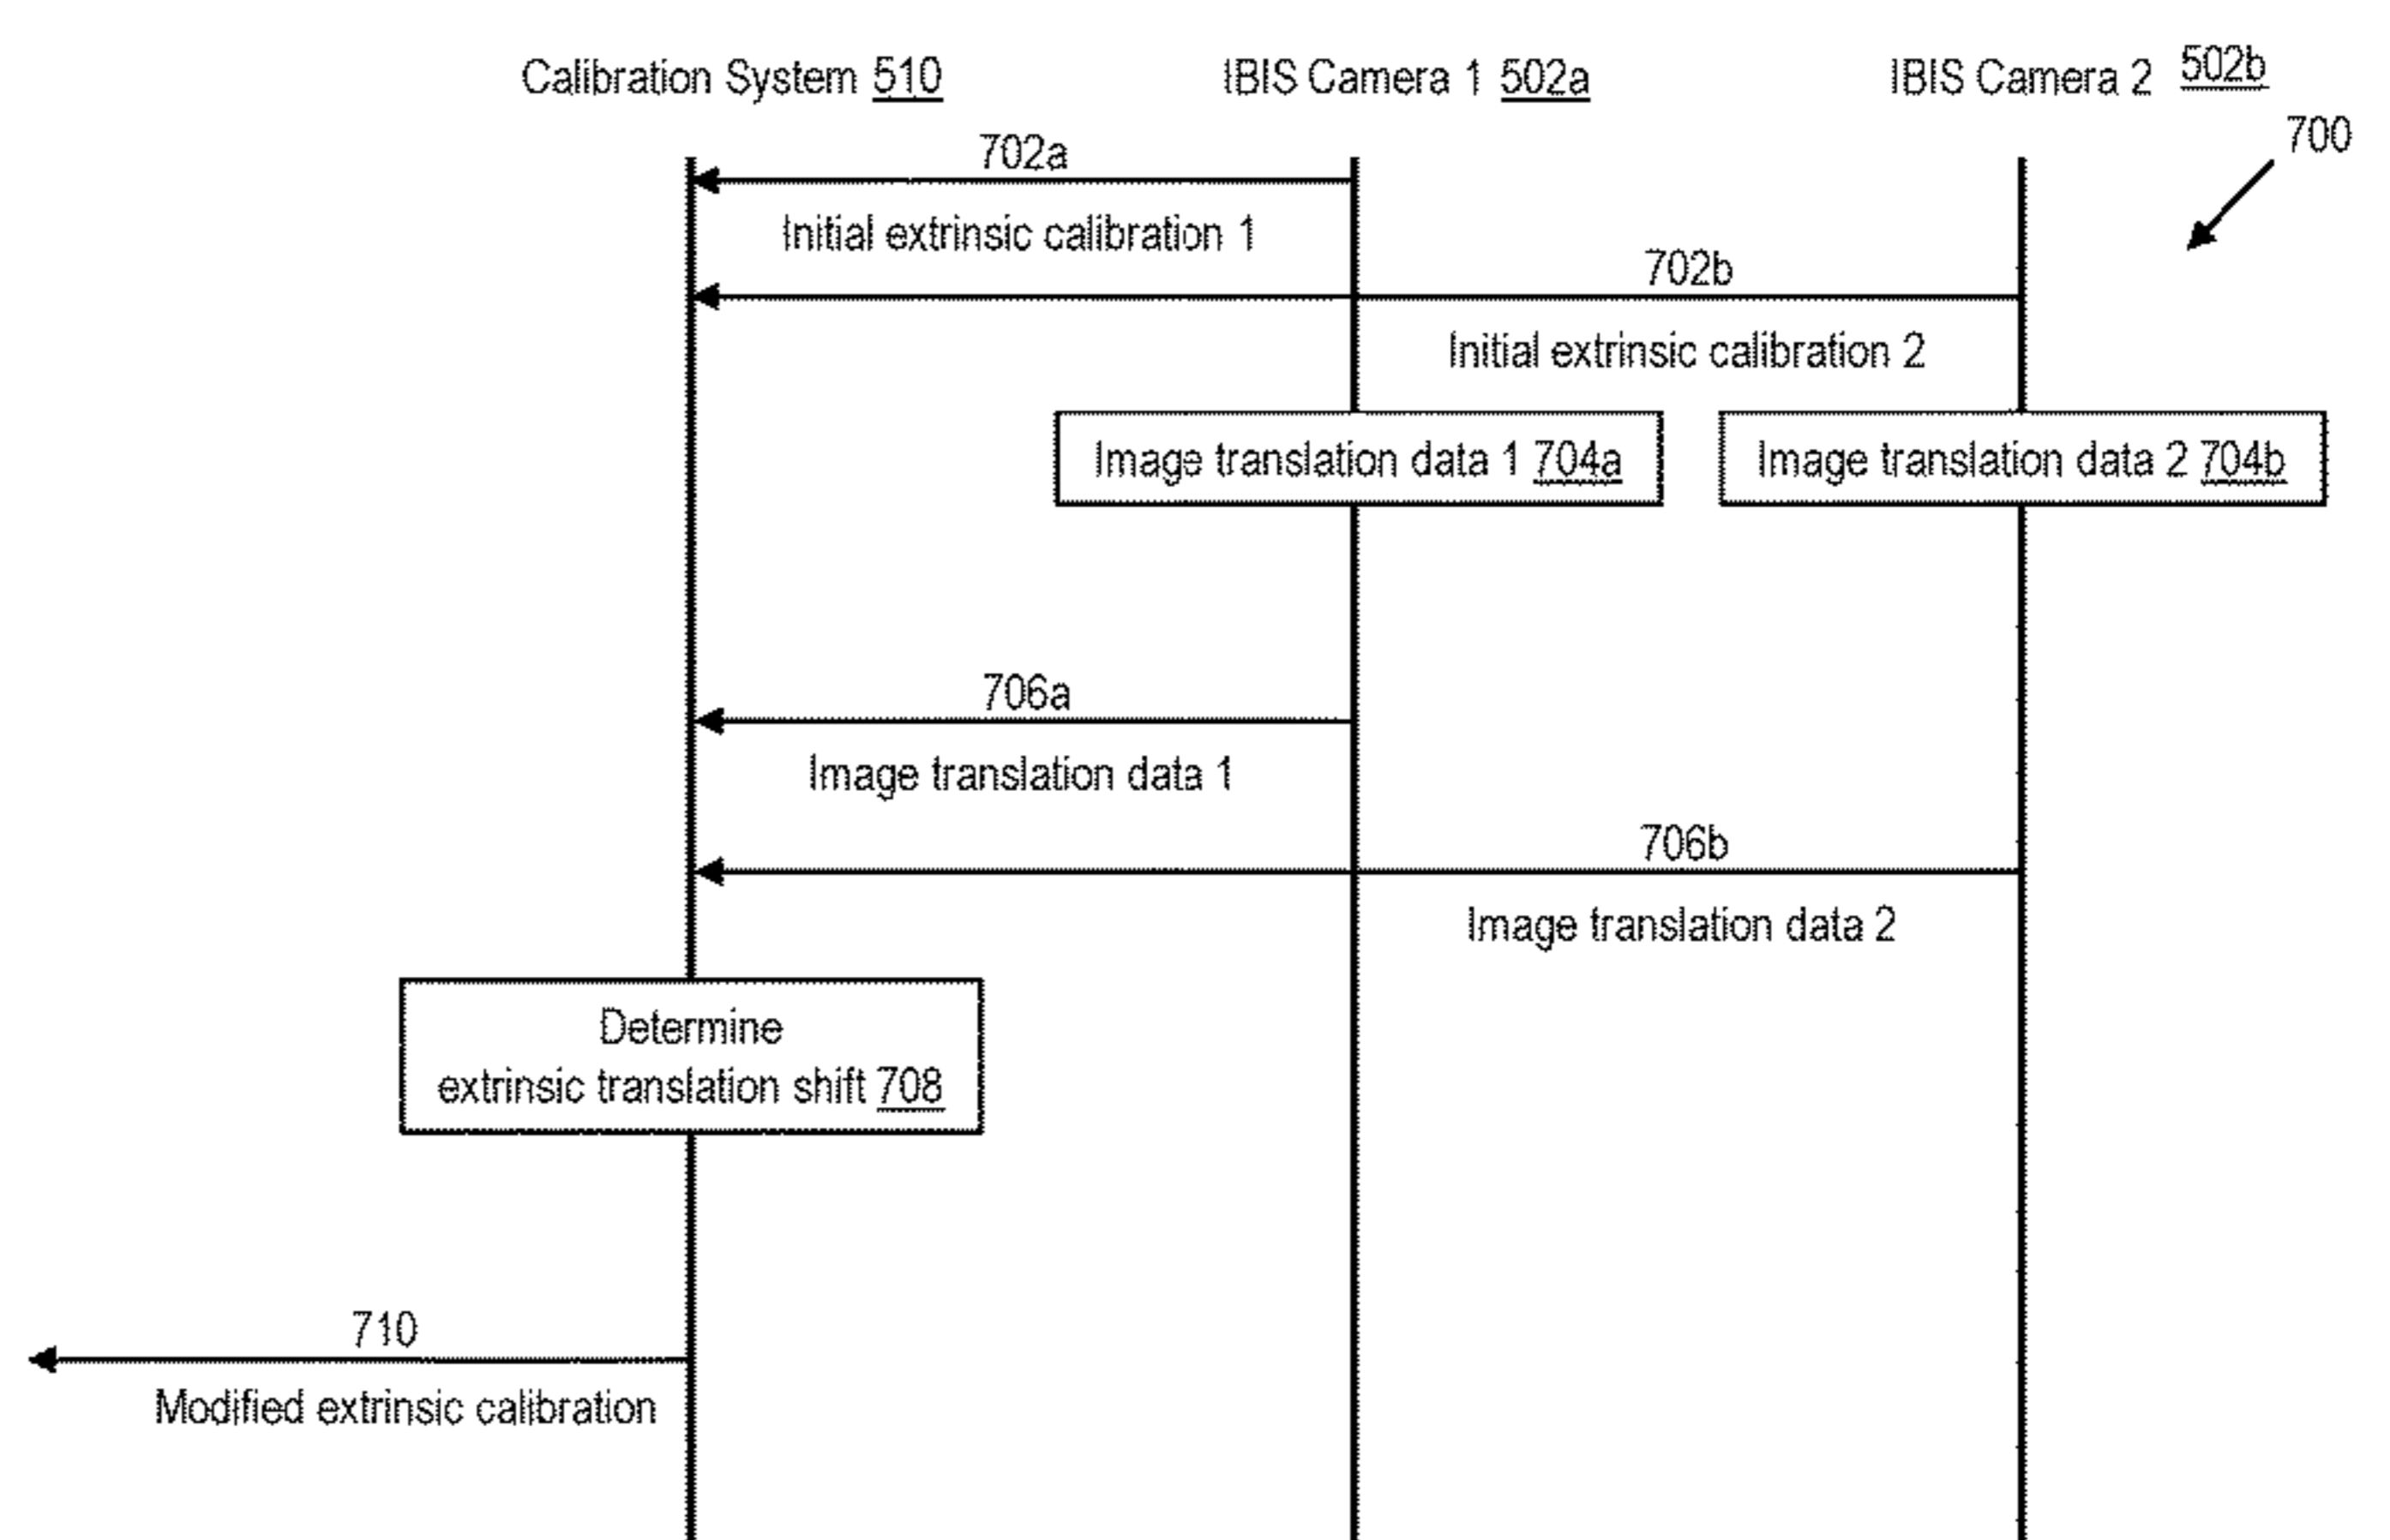 Calibration System 510
IBIS Camera 1 502a
IBIS Camera 2 502b
700
702a
Initial extrinsic calibration 1
702b
Initial extrinsic calibration 2
Image translation data 1 704a
Image translation data 2 704b
706a
Image translation data 1
706b
Image translation data 2
Determine
extrinsic translation shift 708
710
Modified extrinsic calibration